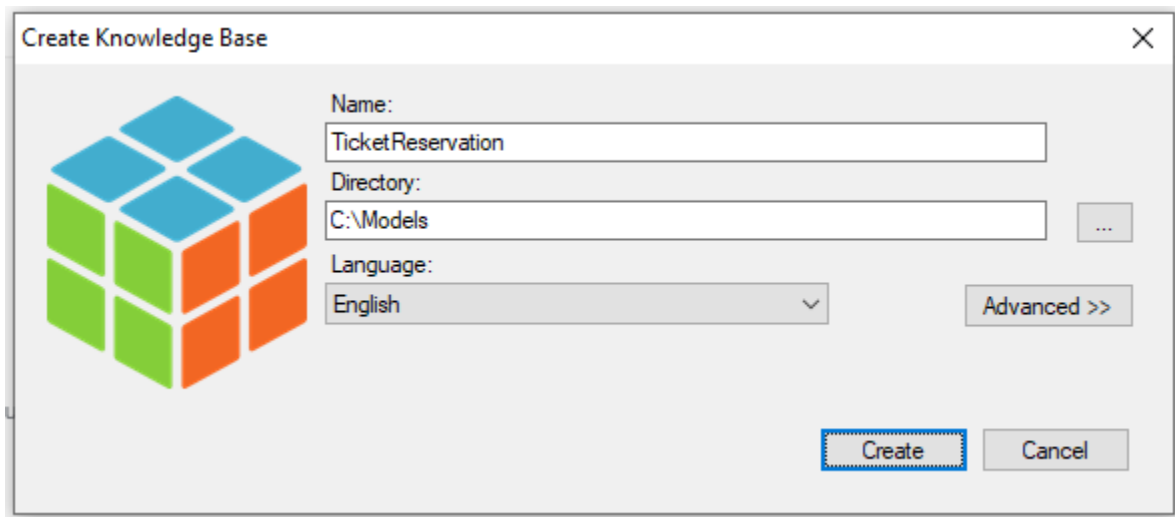 Create Knowledge Base
Name:
TicketReservation
Directory:
C:\Models
...
Language:
English
Advanced >>
Create
Cancel